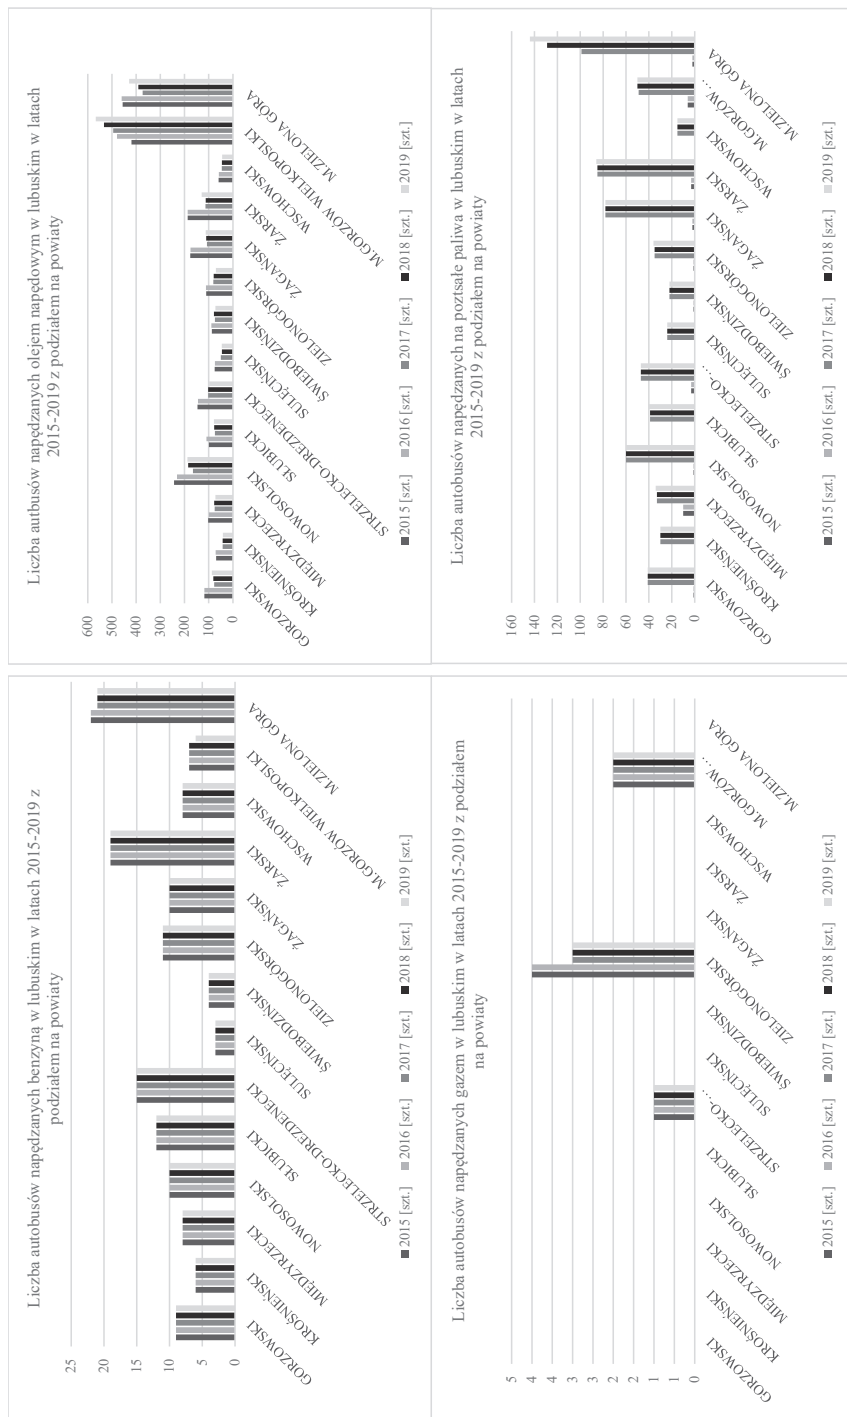 Liczba autobusów napędzanych benzyną w lubuskim w latach 2015-2019 z
podziałem na powiaty
25
20
15
10
5
0
GORZOWSKI
KROŚNIEŃSKI
MIĘDZYRZECKI
NOWOSOLSKI
SŁUBICKI
STRZELECKO-DREZDENECKI
SULĘCIŃSKI
ŚWIEBODZIŃSKI
ZIELONOGÓRSKI
ŻAGAŃSKI
ŻARSKI
WSCHOWSKI
M.GORZÓW WIELKOPOSLKI
M.ZIELONA GÓRA
2015 [szt.] 2016 [szt.] 2017 [szt.] 2018 [szt.] 2019 [szt.]
Liczba autbusów napędzanych olejem napędowym w lubuskim w latach
2015-2019 z podziałem na powiaty
600
500
400
300
200
100
0
GORZOWSKI
KROŚNIEŃSKI
MIĘDZYRZECKI
NOWOSOLSKI
SŁUBICKI
STRZELECKO-DREZDENECKI
SULĘCIŃSKI
ŚWIEBODZIŃSKI
ZIELONOGÓRSKI
ŻAGAŃSKI
ŻARSKI
WSCHOWSKI
M.GORZÓW WIELKOPOSLKI
M.ZIELONA GÓRA
2015 [szt.] 2016 [szt.] 2017 [szt.] 2018 [szt.] 2019 [szt.]
Liczba autobusów napędzanych gazem w lubuskim w latach 2015-2019 z podziałem
na powiaty
5
4
4
3
3
2
2
1
1
0
GORZOWSKI
KROŚNIEŃSKI
MIĘDZYRZECKI
NOWOSOLSKI
SŁUBICKI
STRZELECKO-…
SULĘCIŃSKI
ŚWIEBODZIŃSKI
ZIELONOGÓRSKI
ŻAGAŃSKI
ŻARSKI
WSCHOWSKI
M.GORZÓW…
M.ZIELONA GÓRA
2015 [szt.] 2016 [szt.] 2017 [szt.] 2018 [szt.] 2019 [szt.]
Liczba autobusów napędzanych na poztsałe paliwa w lubuskim w latach
2015-2019 z podziałem na powiaty
160
140
120
100
80
60
40
20
0
GORZOWSKI
KROŚNIEŃSKI
MIĘDZYRZECKI
NOWOSOLSKI
SŁUBICKI
STRZELECKO-…
SULĘCIŃSKI
ŚWIEBODZIŃSKI
ZIELONOGÓRSKI
ŻAGAŃSKI
ŻARSKI
WSCHOWSKI
M.GORZÓW…
M.ZIELONA GÓRA
2015 [szt.] 2016 [szt.] 2017 [szt.] 2018 [szt.] 2019 [szt.]